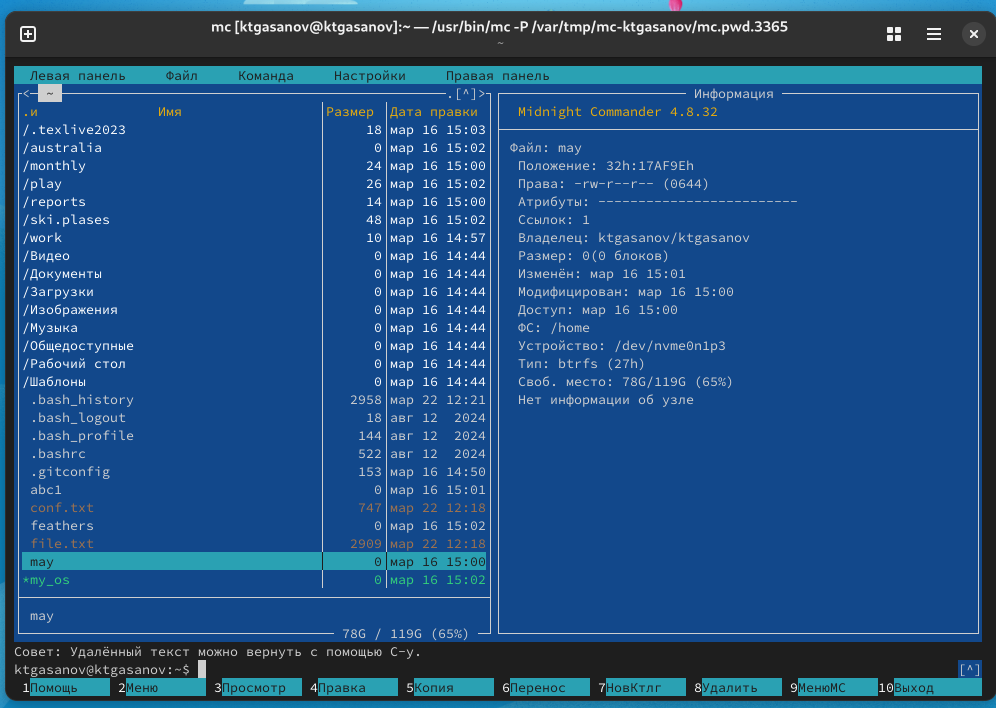 mc [ktgasanov@ktgasanov]:~ — /usr/bin/mc -P /var/tmp/mc-ktgasanov/mc.pwd.3365
~
Левая панель Файл Команда Настройки Правая панель
<- ~ .[^]>
.и Имя Размер Дата правки
/.texlive2023 18 мар 16 15:03
/australia 0 мар 16 15:02
/monthly 24 мар 16 15:00
/play 26 мар 16 15:02
/reports 14 мар 16 15:00
/ski.plases 48 мар 16 15:02
/work 10 мар 16 14:57
/Видео 0 мар 16 14:44
/Документы 0 мар 16 14:44
/Загрузки 0 мар 16 14:44
/Изображения 0 мар 16 14:44
/Музыка 0 мар 16 14:44
/Общедоступные 0 мар 16 14:44
/Рабочий стол 0 мар 16 14:44
/Шаблоны 0 мар 16 14:44
.bash_history 2958 мар 22 12:21
.bash_logout 18 авг 12 2024
.bash_profile 144 авг 12 2024
.bashrc 522 авг 12 2024
.gitconfig 153 мар 16 14:50
abc1 0 мар 16 15:01
conf.txt 747 мар 22 12:18
feathers 0 мар 16 15:02
file.txt 2909 мар 22 12:18
may 0 мар 16 15:00
*my_os 0 мар 16 15:02
may
78G / 119G (65%)
Информация
Midnight Commander 4.8.32
Файл: may
Положение: 32h:17AF9Eh
Права: -rw-r--r-- (0644)
Атрибуты: -------------------------
Ссылок: 1
Владелец: ktgasanov/ktgasanov
Размер: 0(0 блоков)
Изменён: мар 16 15:01
Модифицирован: мар 16 15:00
Доступ: мар 16 15:00
ФС: /home
Устройство: /dev/nvme0n1p3
Тип: btrfs (27h)
Своб. место: 78G/119G (65%)
Нет информации об узле
Совет: Удалённый текст можно вернуть с помощью C-y.
ktgasanov@ktgasanov:~$ [^]
1Помощь 2Меню 3Просмотр 4Правка 5Копия 6Перенос 7НовКтлг 8Удалить 9МенюМС 10Выход